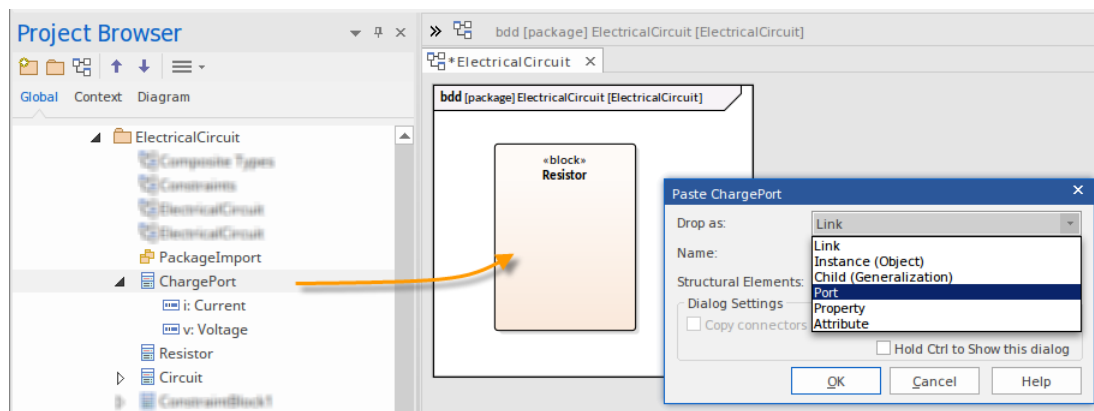 Project Browser
Global Context Diagram
ElectricalCircuit
PackageImport
ChargePort
i: Current
v: Voltage
Resistor
Circuit
bdd [package] ElectricalCircuit [ElectricalCircuit]
*ElectricalCircuit
bdd [package] ElectricalCircuit [ElectricalCircuit]
«block»
Resistor
Paste ChargePort
Drop as: Link
Link
Instance (Object)
Name:
Child (Generalization)
Structural Elements:
Port
Dialog Settings
Property
Copy connectors
Attribute
Hold Ctrl to Show this dialog
OK Cancel Help